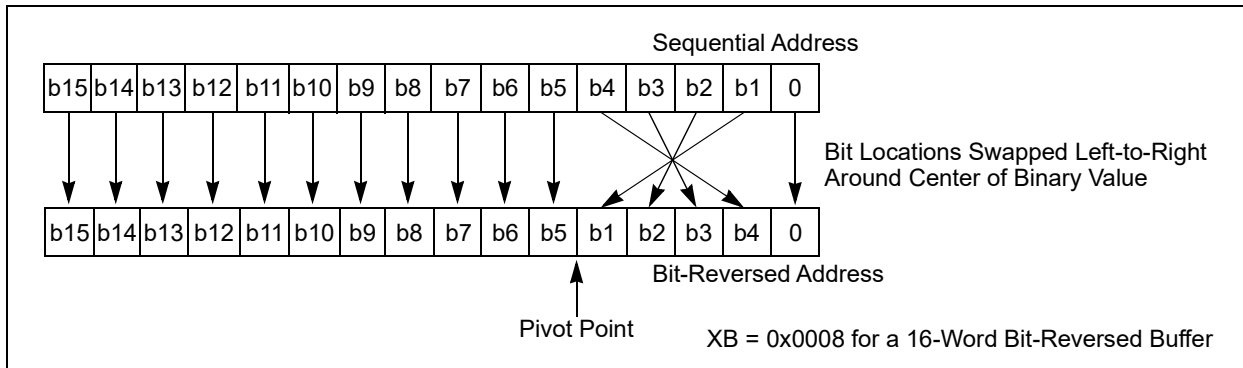 Sequential Address
b15 b14 b13 b12 b11 b10 b9 b8 b7 b6 b5 b4 b3 b2 b1 0
Bit Locations Swapped Left-to-Right
Around Center of Binary Value
b15 b14 b13 b12 b11 b10 b9 b8 b7 b6 b5 b1 b2 b3 b4 0
Bit-Reversed Address
Pivot Point
XB = 0x0008 for a 16-Word Bit-Reversed Buffer